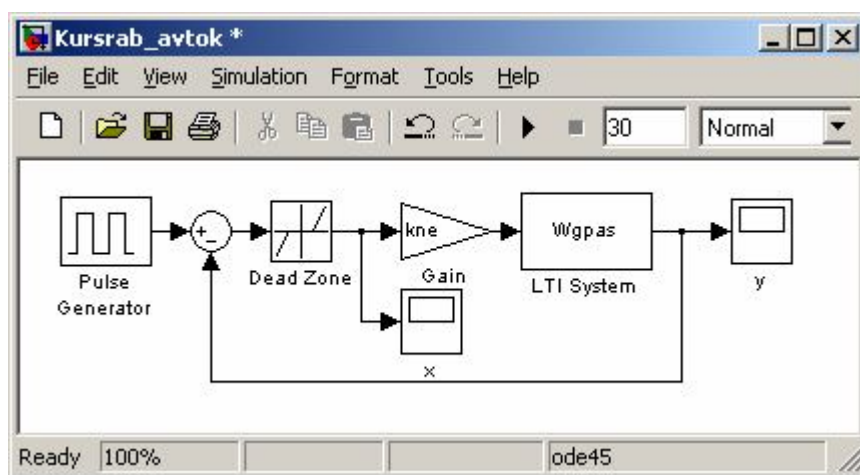 Kursrab_avtok *
File Edit View Simulation Format Tools Help
30 Normal
+
-
kne
Wgpas
Pulse
Generator
Dead Zone
Gain
LTI System
y
x
Ready 100% ode45